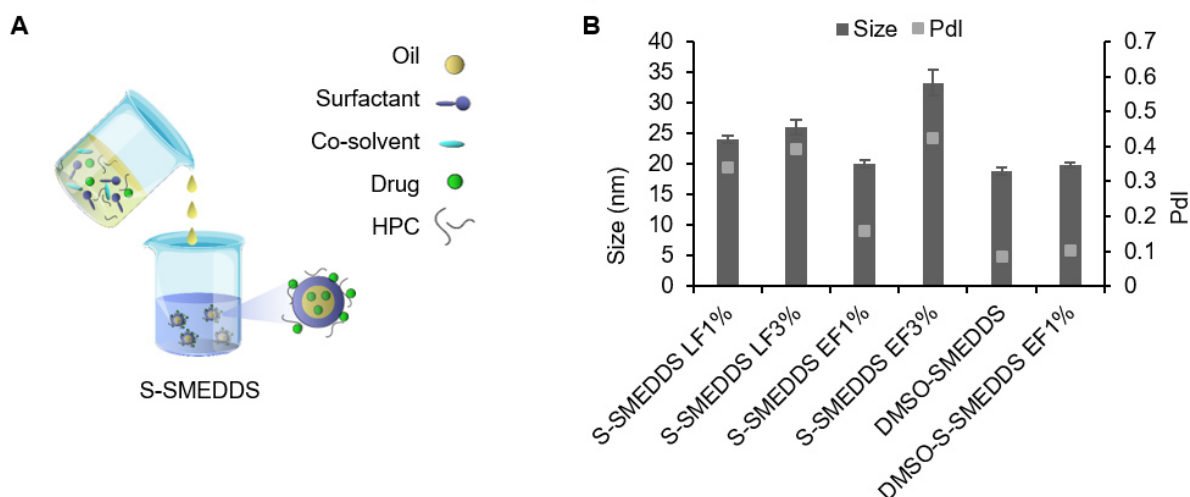 A
Oil
Surfactant
Co-solvent
Drug
HPC
S-SMEDDS
B
Size
PdI
40
35
30
25
20
15
10
5
0
Size (nm)
0.7
0.6
0.5
0.4
0.3
0.2
0.1
0
PdI
S-SMEDDS LF1%
S-SMEDDS LF3%
S-SMEDDS EF1%
S-SMEDDS EF3%
DMSO-SMEDDS
DMSO-S-SMEDDS EF1%